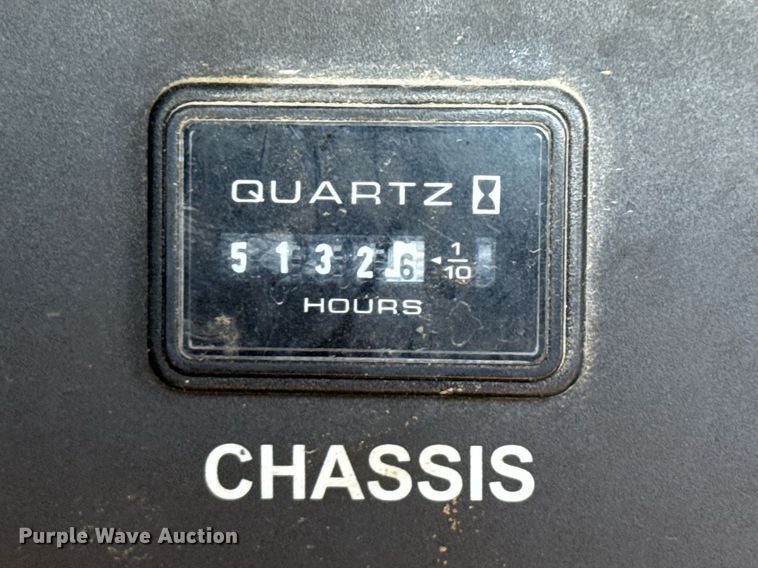 QUARTZ
5 1 3 2 6 1/10
HOURS
CHASSIS
Purple Wave Auction